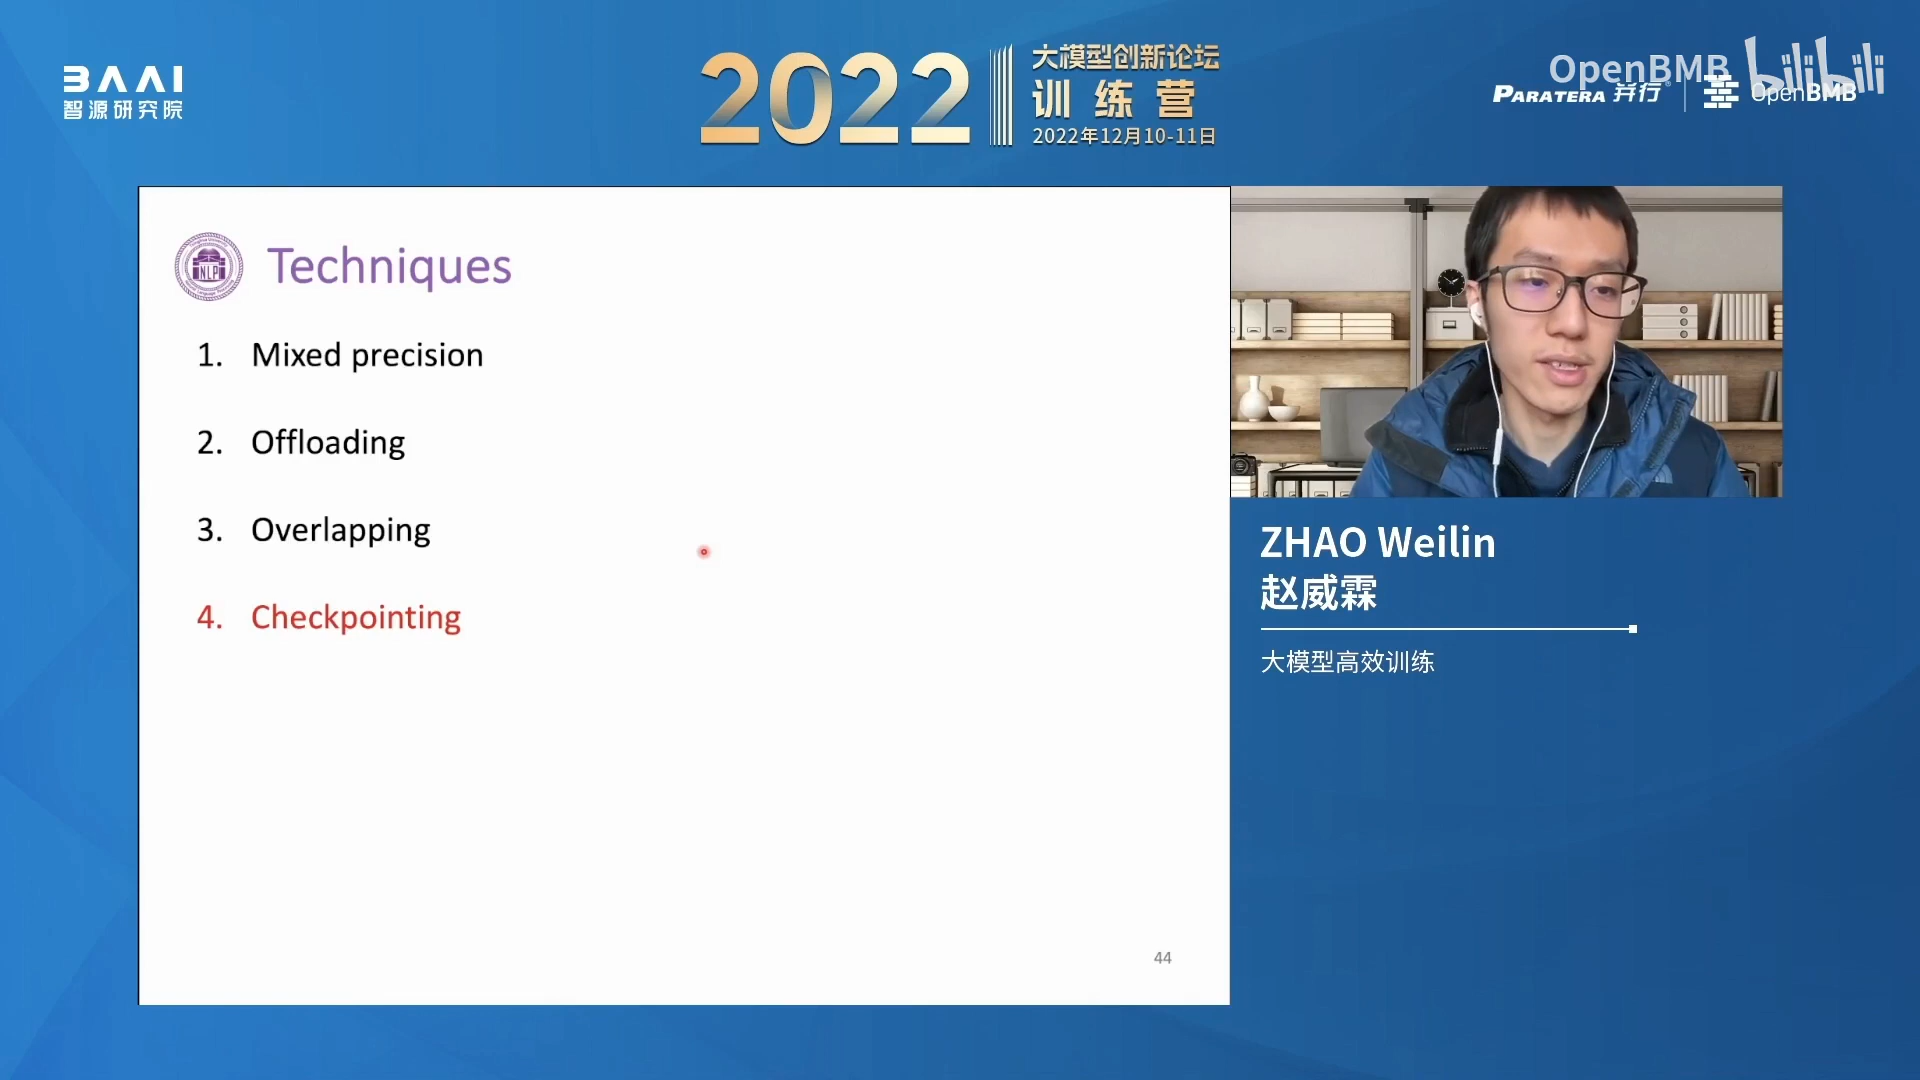 BAAI
智源研究院
2022
大模型创新论坛
训练营
2022年12月10-11日
OpenBMB
bilibili
PARATERA 并行
OpenBMB
NLP
Techniques
1. Mixed precision
2. Offloading
3. Overlapping
4. Checkpointing
44
ZHAO Weilin
赵威霖
大模型高效训练